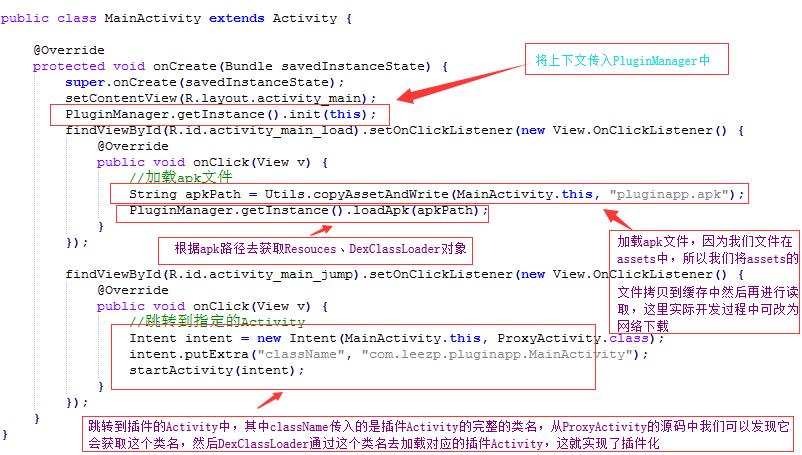 public class MainActivity extends Activity {
@Override
protected void onCreate(Bundle savedInstanceState) {
将上下文传入PluginManager中
super.onCreate(savedInstanceState);
setContentView(R.layout.activity_main);
PluginManager.getInstance().init(this);
findViewById(R.id.activity_main_load).setOnClickListener(new View.OnClickListener() {
@Override
public void onClick(View v) {
//加载apk文件
String apkPath = Utils.copyAssetAndWrite(MainActivity.this, "pluginapp.apk");
PluginManager.getInstance().loadApk(apkPath);
}
});
根据apk路径去获取Resouces、DexClassLoader对象
加载apk文件，因为我们文件在
assets中，所以我们将assets的
文件拷贝到缓存中然后再进行读
取，这里实际开发过程中可改为
网络下载
findViewById(R.id.activity_main_jump).setOnClickListener(new View.OnClickListener() {
@Override
public void onClick(View v) {
//跳转到指定的Activity
Intent intent = new Intent(MainActivity.this, ProxyActivity.class);
intent.putExtra("className", "com.leezp.pluginapp.MainActivity");
startActivity(intent);
}
});
跳转到插件的Activity中，其中className传入的是插件Activity的完整的类名，从ProxyActivity的源码中我们可以发现它
会获取这个类名，然后DexClassLoader通过这个类名去加载对应的插件Activity，这就实现了插件化
}
}